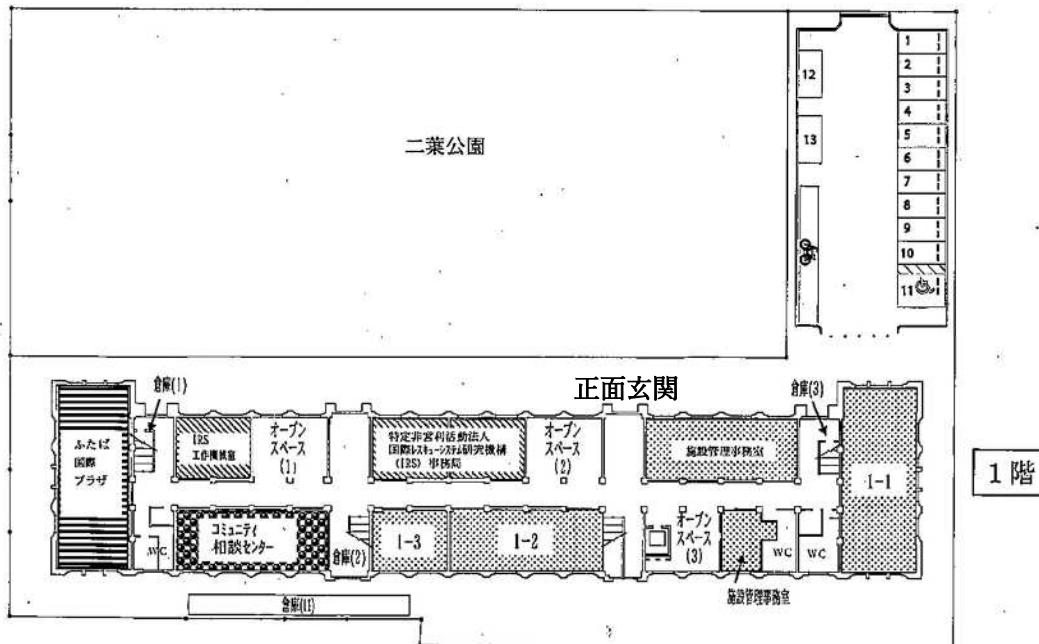 二葉公園
1
2
3
4
5
6
7
8
9
10
11
12
13
正面玄関
倉庫(1)
倉庫(3)
ふたば
国際
プラザ
IRS
工作機械室
オープン
スペース
(1)
特定非営利活動法人
国際レスキューシステム研究機構
(IRS) 事務局
オープン
スペース
(2)
施設管理事務室
1-1
1階
WC
コミュニティ
相談センター
倉庫(2)
1-3
1-2
オープン
スペース
(3)
WC
WC
施設管理事務室